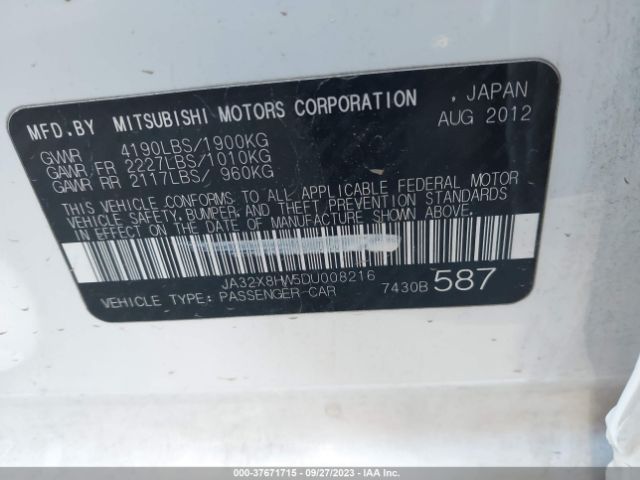 MFD.BY MITSUBISHI MOTORS CORPORATION , JAPAN
AUG 2012
GVWR 4190LBS/1900KG
GAWR FR 2227LBS/1010KG
GAWR RR 2117LBS/ 960KG
THIS VEHICLE CONFORMS TO ALL APPLICABLE FEDERAL MOTOR
VEHICLE SAFETY, BUMPER, AND THEFT PREVENTION STANDARDS
IN EFFECT ON THE DATE OF MANUFACTURE SHOWN ABOVE.
JA32X8HW5DU008216
VEHICLE TYPE: PASSENGER-CAR 7430B 587
000-37671715 - 09/27/2023 - IAA Inc.